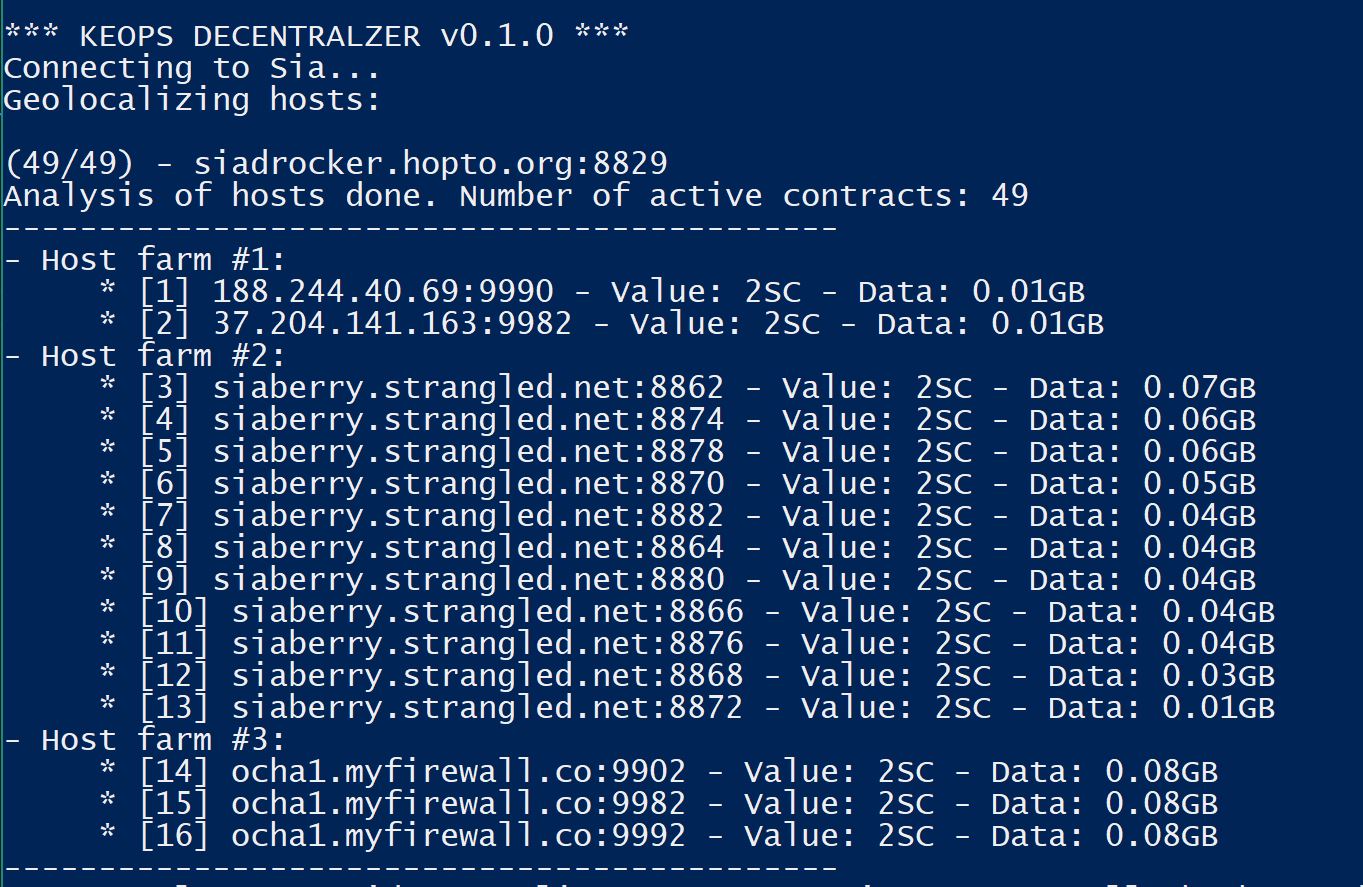 *** KEOPS DECENTRALZER v0.1.0 ***
Connecting to Sia...
Geolocalizing hosts:
(49/49) - siadrocker.hopto.org:8829
Analysis of hosts done. Number of active contracts: 49
--------------------------------------------
- Host farm #1:
* [1] 188.244.40.69:9990 - Value: 2SC - Data: 0.01GB
* [2] 37.204.141.163:9982 - Value: 2SC - Data: 0.01GB
- Host farm #2:
* [3] siaberry.strangled.net:8862 - Value: 2SC - Data: 0.07GB
* [4] siaberry.strangled.net:8874 - Value: 2SC - Data: 0.06GB
* [5] siaberry.strangled.net:8878 - Value: 2SC - Data: 0.06GB
* [6] siaberry.strangled.net:8870 - Value: 2SC - Data: 0.05GB
* [7] siaberry.strangled.net:8882 - Value: 2SC - Data: 0.04GB
* [8] siaberry.strangled.net:8864 - Value: 2SC - Data: 0.04GB
* [9] siaberry.strangled.net:8880 - Value: 2SC - Data: 0.04GB
* [10] siaberry.strangled.net:8866 - Value: 2SC - Data: 0.04GB
* [11] siaberry.strangled.net:8876 - Value: 2SC - Data: 0.04GB
* [12] siaberry.strangled.net:8868 - Value: 2SC - Data: 0.03GB
* [13] siaberry.strangled.net:8872 - Value: 2SC - Data: 0.01GB
- Host farm #3:
* [14] ocha1.myfirewall.co:9902 - Value: 2SC - Data: 0.08GB
* [15] ocha1.myfirewall.co:9982 - Value: 2SC - Data: 0.08GB
* [16] ocha1.myfirewall.co:9992 - Value: 2SC - Data: 0.08GB
--------------------------------------------